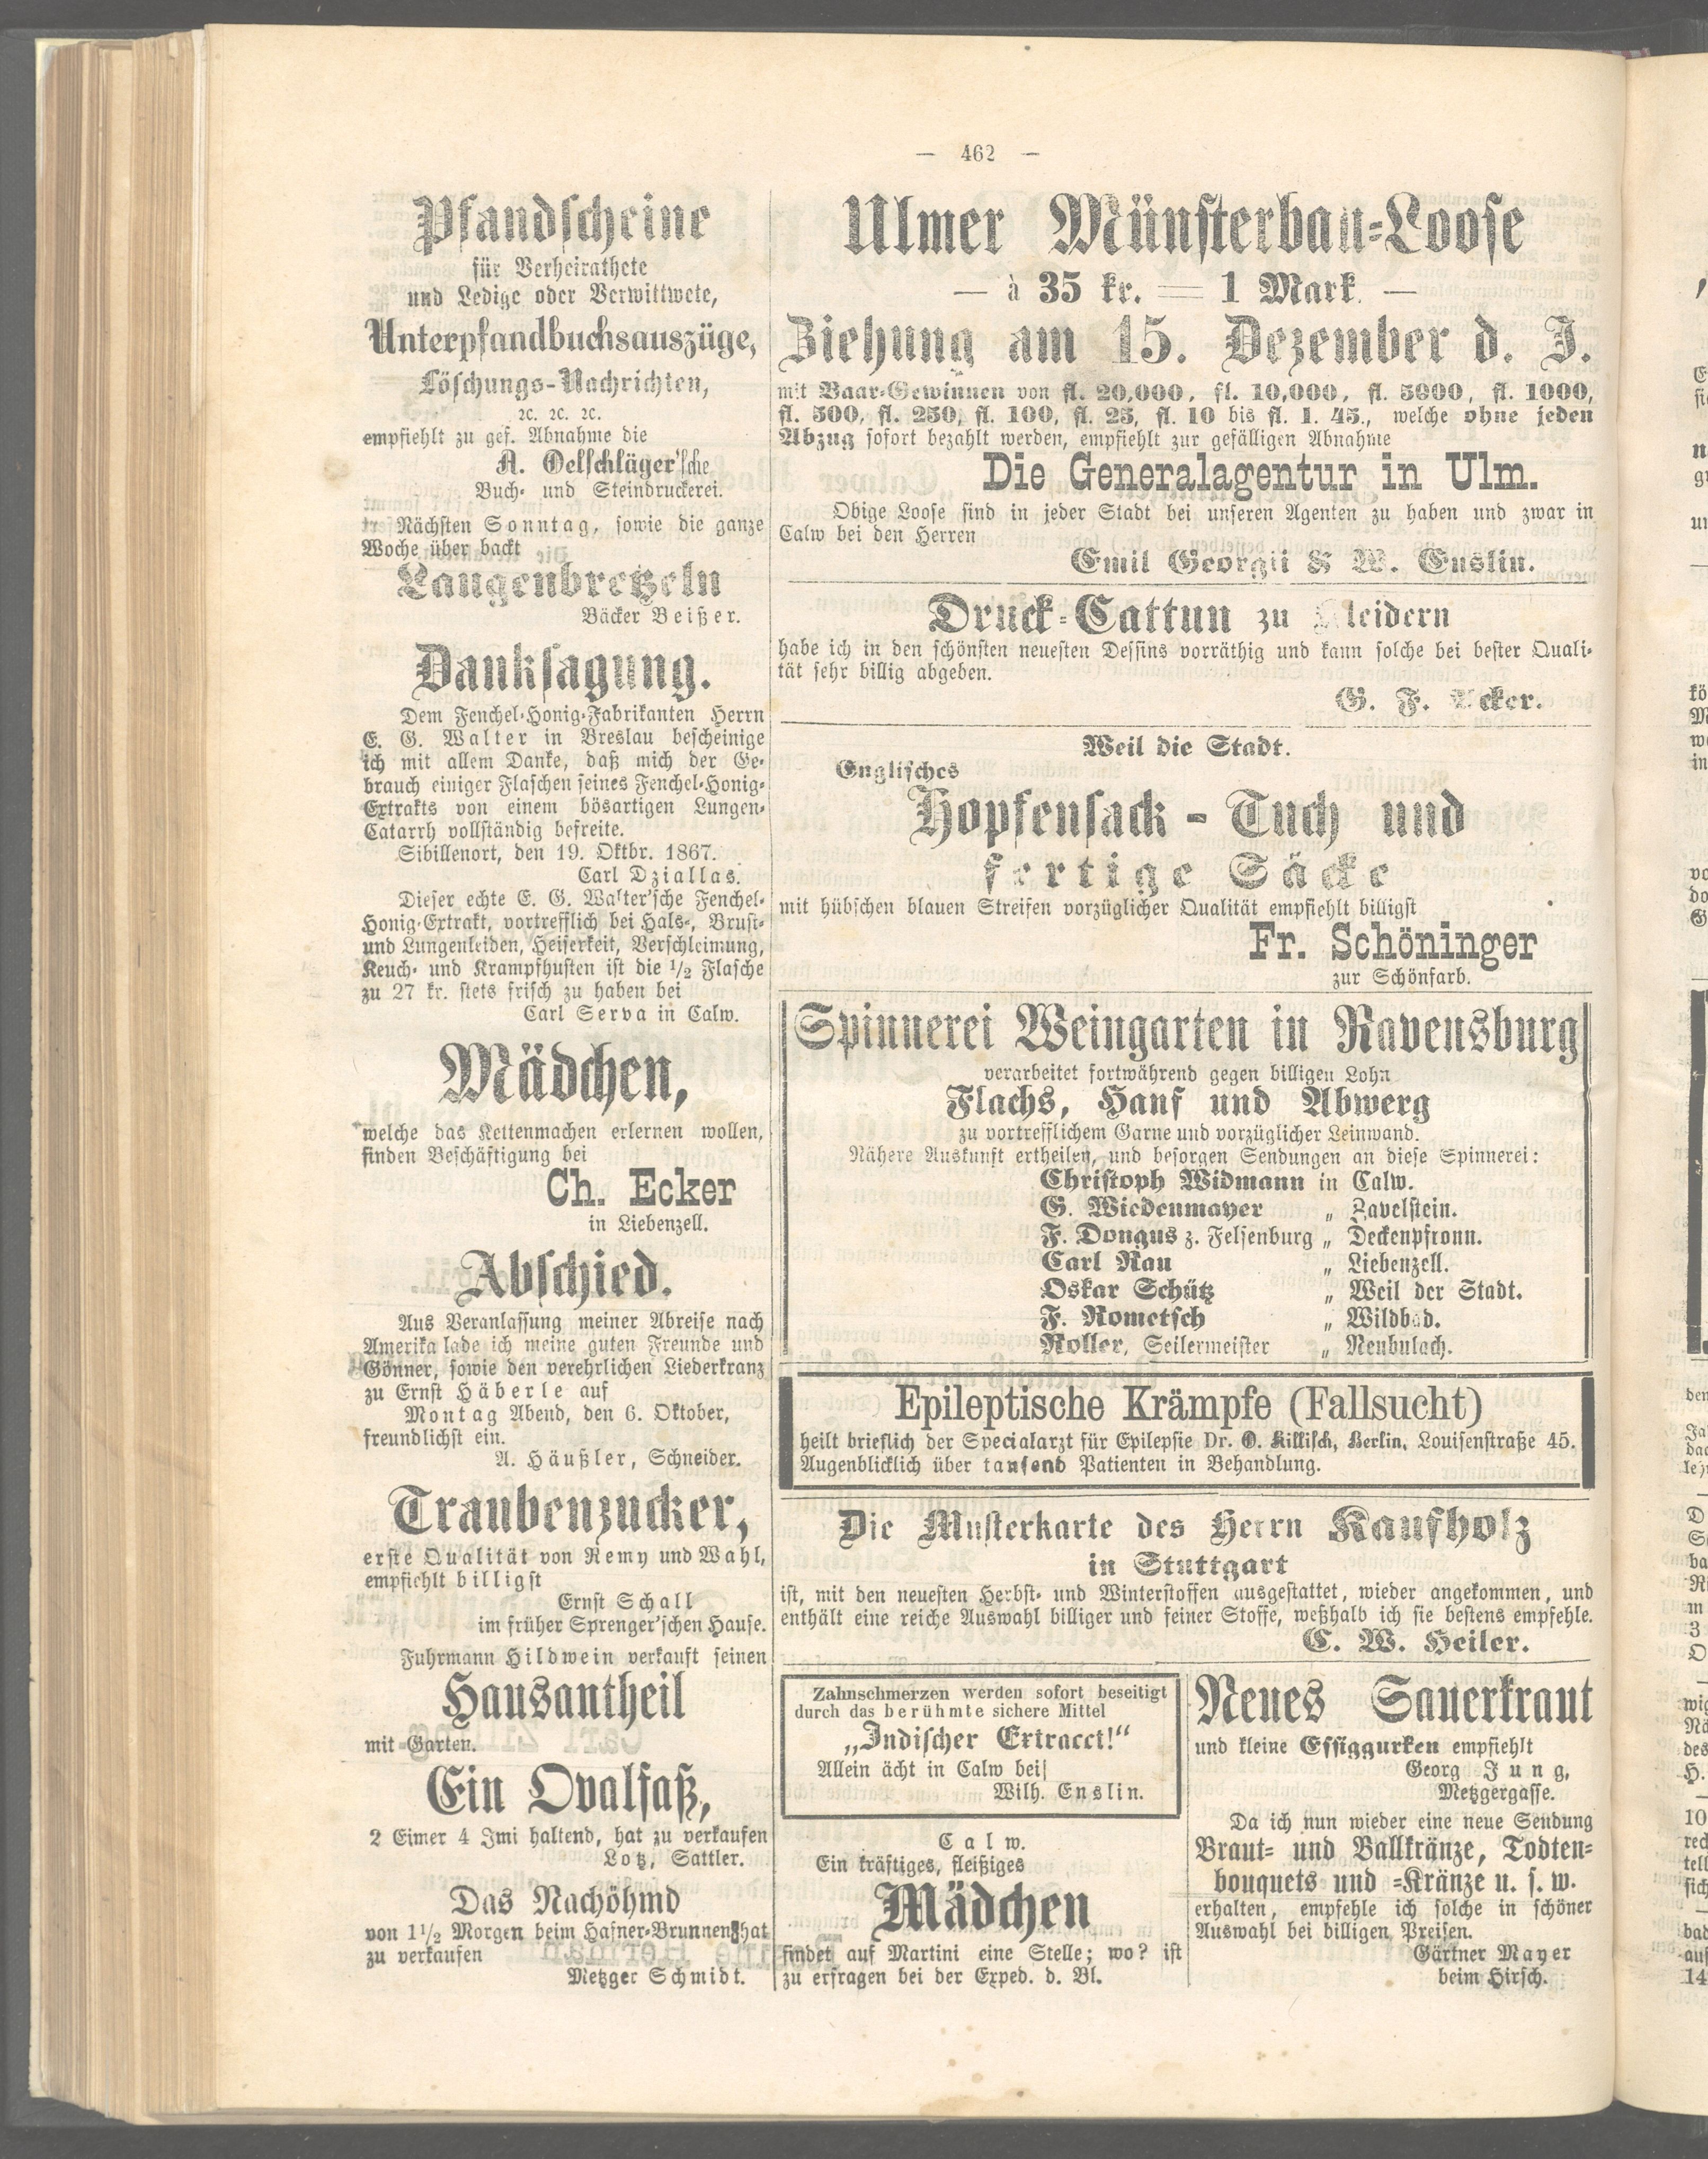 — 462 —
Pfandscheine
für Verheirathete
und Ledige oder Verwittwete,
Unterpfandbuchsauszüge,
Löschungs-Nachrichten,
ꝛc. ꝛc. ꝛc.
empfiehlt zu gef. Abnahme die
A. Oelschläger'sche
Buch- und Steindruckerei.
Nächsten Sonntag, sowie die ganze
Woche über backt
Laugenbretzeln
Bäcker Beißer.
Danksagung.
Dem Fenchel-Honig-Fabrikanten Herrn
E. G. Walter in Breslau bescheinige
ich mit allem Danke, daß mich der Ge-
brauch einiger Flaschen seines Fenchel-Honig-
Extrakts von einem bösartigen Lungen-
Catarrh vollständig befreite.
Sibillenort, den 19. Oktbr. 1867.
Carl Dziallas.
Dieser echte E. G. Walter'sche Fenchel-
Honig-Extrakt, vortrefflich bei Hals-, Brust-
und Lungenleiden, Heiserkeit, Verschleimung,
Keuch- und Krampfhusten ist die 1/2 Flasche
zu 27 kr. stets frisch zu haben bei
Carl Serva in Calw.
Mädchen,
welche das Kettenmachen erlernen wollen,
finden Beschäftigung bei
Ch. Ecker
in Liebenzell.
Abschied.
Aus Veranlassung meiner Abreise nach
Amerika lade ich meine guten Freunde und
Gönner, sowie den verehrlichen Liederkranz
zu Ernst Häberle auf
Montag Abend, den 6. Oktober,
freundlichst ein.
A. Häußler, Schneider.
Traubenzucker,
erste Qualität von Remy und Wahl,
empfiehlt billigst
Ernst Schall
im früher Sprenger'schen Hause.
Fuhrmann Hildwein verkauft seinen
Hausantheil
mit Garten.
Ein Ovalfaß,
2 Eimer 4 Imi haltend, hat zu verkaufen
Lotz, Sattler.
Das Nachöhmd
von 1 1/2 Morgen beim Hafner-Brunnen hat
zu verkaufen
Metzger Schmidt.
Ulmer Münsterbau-Loose
— à 35 kr. = 1 Mark. —
Ziehung am 15. Dezember d. J.
mit Baar-Gewinnen von fl. 20,000, fl. 10,000, fl. 5000, fl. 1000,
fl. 500, fl. 250, fl. 100, fl. 25, fl. 10 bis fl. 1. 45., welche ohne jeden
Abzug sofort bezahlt werden, empfiehlt zur gefälligen Abnahme
Die Generalagentur in Ulm.
Obige Loose sind in jeder Stadt bei unseren Agenten zu haben und zwar in
Calw bei den Herren
Emil Georgii & W. Enslin.
Druck-Cattun zu Kleidern
habe ich in den schönsten neuesten Dessins vorräthig und kann solche bei bester Quali-
tät sehr billig abgeben.
G. F. Acker.
Weil die Stadt.
Englisches
Hopfensack-Tuch und
fertige Säcke
mit hübschen blauen Streifen vorzüglicher Qualität empfiehlt billigst
Fr. Schöninger
zur Schönfarb.
Spinnerei Weingarten in Ravensburg
verarbeitet fortwährend gegen billigen Lohn
Flachs, Hanf und Abwerg
zu vortrefflichem Garne und vorzüglicher Leinwand.
Nähere Auskunft ertheilen, und besorgen Sendungen an diese Spinnerei:
Christoph Widmann in Calw.
G. Wiedenmayer „ Zavelstein.
F. Dongus z. Felsenburg „ Deckenpfronn.
Carl Rau „ Liebenzell.
Oskar Schütz „ Weil der Stadt.
F. Rometsch „ Wildbad.
Roller, Seilermeister „ Neubulach.
Epileptische Krämpfe (Fallsucht)
heilt brieflich der Specialarzt für Epilepsie Dr. O. Killisch, Berlin, Louisenstraße 45.
Augenblicklich über tausend Patienten in Behandlung.
Die Musterkarte des Herrn Kaufholz
in Stuttgart
ist, mit den neuesten Herbst- und Winterstoffen ausgestattet, wieder angekommen, und
enthält eine reiche Auswahl billiger und feiner Stoffe, weßhalb ich sie bestens empfehle.
C. W. Heiler.
Zahnschmerzen werden sofort beseitigt
durch das berühmte sichere Mittel
„Indischer Extract!“
Allein ächt in Calw bei
Wilh. Enslin.
Calw.
Ein kräftiges, fleißiges
Mädchen
findet auf Martini eine Stelle; wo? ist
zu erfragen bei der Exped. d. Bl.
Neues Sauerkraut
und kleine Essiggurken empfiehlt
Georg Jung,
Metzgergasse.
Da ich nun wieder eine neue Sendung
Braut- und Ballkränze, Todten-
bouquets und -Kränze u. s. w.
erhalten, empfehle ich solche in schöner
Auswahl bei billigen Preisen.
Gärtner Mayer
beim Hirsch.